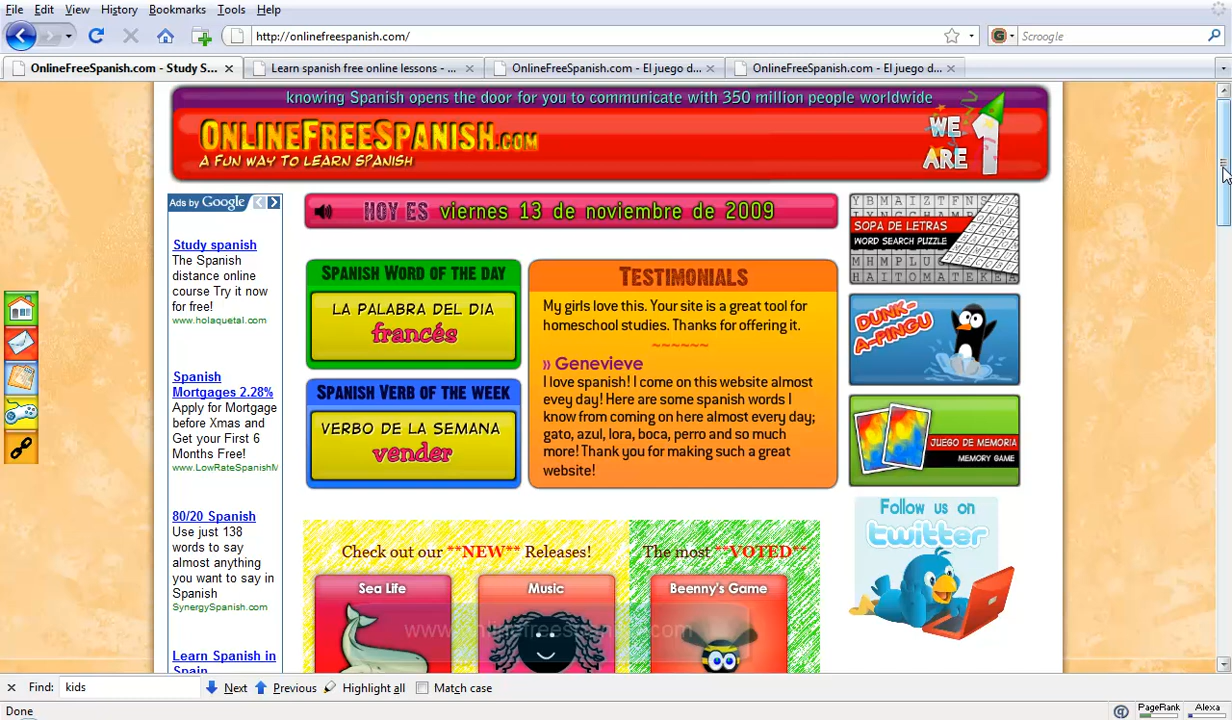 File Edit View History Bookmarks Tools Help
http://onlinefreespanish.com/
Scroogle
OnlineFreeSpanish.com - Study S...
Learn spanish free online lessons - ...
OnlineFreeSpanish.com - El juego d...
OnlineFreeSpanish.com - El juego d...
knowing Spanish opens the door for you to communicate with 350 million people worldwide
ONLINEFREESPANISH.COM
A FUN WAY TO LEARN SPANISH
WE ARE 1
Ads by Google
Study spanish
The Spanish
distance online
course Try it now
for free!
www.holaquetal.com
Spanish
Mortgages 2.28%
Apply for Mortgage
before Xmas and
Get your First 6
Months Free!
www.LowRateSpanishM
80/20 Spanish
Use just 138
words to say
almost anything
you want to say in
Spanish
SynergySpanish.com
Learn Spanish in
Spain
HOY ES viernes 13 de noviembre de 2009
SPANISH WORD OF THE DAY
LA PALABRA DEL DIA
francés
SPANISH VERB OF THE WEEK
VERBO DE LA SEMANA
vender
TESTIMONIALS
My girls love this. Your site is a great tool for
homeschool studies. Thanks for offering it.
~~~~~~
» Genevieve
I love spanish! I come on this website almost
evey day! Here are some spanish words I
know from coming on here almost every day;
gato, azul, lora, boca, perro and so much
more! Thank you for making such a great
website!
SOPA DE LETRAS
WORD SEARCH PUZZLE
DUNK-
A-PINGU
JUEGO DE MEMORIA
MEMORY GAME
Follow us on
twitter
Check out our **NEW** Releases!
The most **VOTED**
Sea Life
Music
Beenny's Game
www.onlinefreespanish.com
Find: kids Next Previous Highlight all Match case
Done
PageRank
Alexa